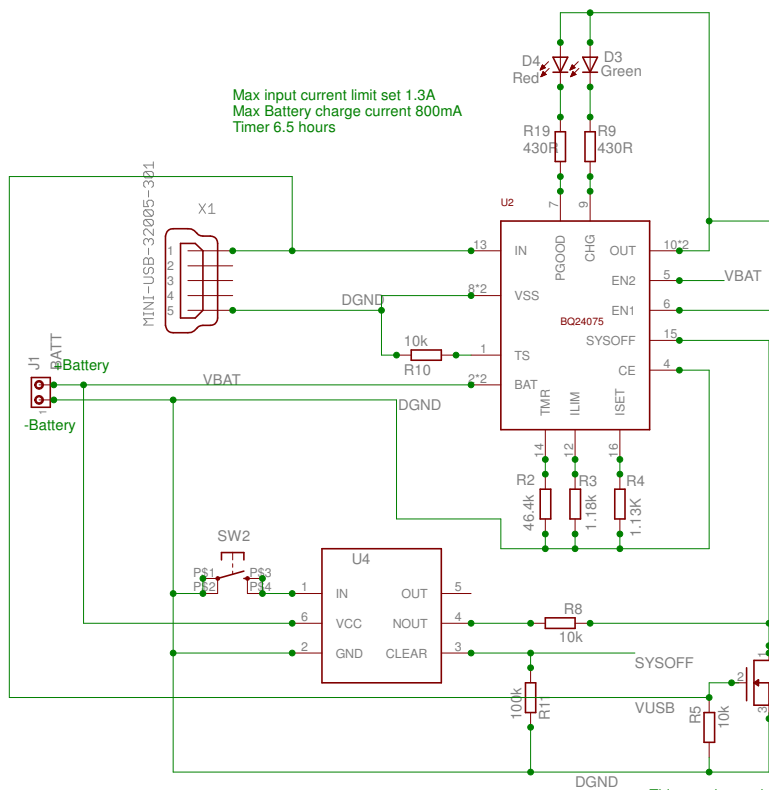 D4
Red
D3
Green
Max input current limit set 1.3A
Max Battery charge current 800mA
Timer 6.5 hours
R19
430R
R9
430R
MINI-USB-32005-301
X1
1
2
3
4
5
U2
7
9
13
IN
PGOOD
CHG
OUT
10*2
8*2
VSS
EN2
5
VBAT
DGND
EN1
6
BQ24075
SYSOFF
15
10k
R10
1
TS
CE
4
J1
BATT
+Battery
VBAT
2*2
BAT
DGND
1
-Battery
TMR
ILIM
ISET
14
12
16
R2
46.4k
R3
1.18k
R4
1.13K
SW2
P$1
P$2
P$3
P$4
U4
1
IN
OUT
5
6
VCC
NOUT
4
R8
10k
2
GND
CLEAR
3
SYSOFF
100k
R11
VUSB
R5
10k
1
2
3
DGND